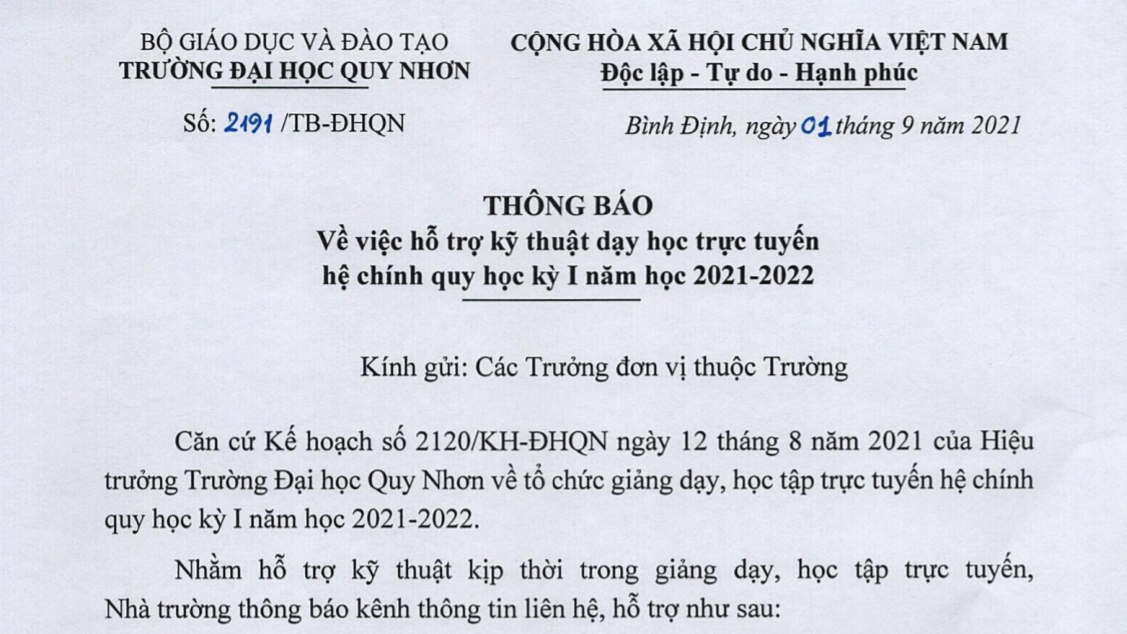 BỘ GIÁO DỤC VÀ ĐÀO TẠO
TRƯỜNG ĐẠI HỌC QUY NHƠN
Số: 2191 /TB-ĐHQN
CỘNG HÒA XÃ HỘI CHỦ NGHĨA VIỆT NAM
Độc lập - Tự do - Hạnh phúc
Bình Định, ngày 01 tháng 9 năm 2021
THÔNG BÁO
Về việc hỗ trợ kỹ thuật dạy học trực tuyến
hệ chính quy học kỳ I năm học 2021-2022
Kính gửi: Các Trưởng đơn vị thuộc Trường
Căn cứ Kế hoạch số 2120/KH-ĐHQN ngày 12 tháng 8 năm 2021 của Hiệu
trưởng Trường Đại học Quy Nhơn về tổ chức giảng dạy, học tập trực tuyến hệ chính
quy học kỳ I năm học 2021-2022.
Nhằm hỗ trợ kỹ thuật kịp thời trong giảng dạy, học tập trực tuyến,
Nhà trường thông báo kênh thông tin liên hệ, hỗ trợ như sau: